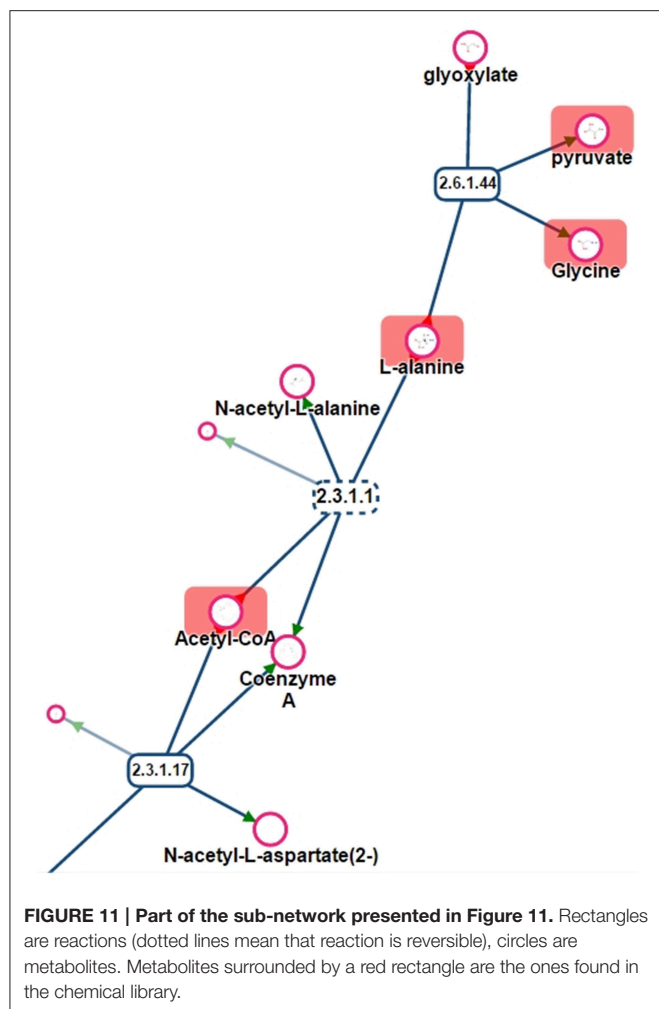 glyoxylate
pyruvate
2.6.1.44
Glycine
L-alanine
N-acetyl-L-alanine
2.3.1.1
Acetyl-CoA
Coenzyme
A
2.3.1.17
N-acetyl-L-aspartate(2-)
FIGURE 11 | Part of the sub-network presented in Figure 11. Rectangles
are reactions (dotted lines mean that reaction is reversible), circles are
metabolites. Metabolites surrounded by a red rectangle are the ones found in
the chemical library.